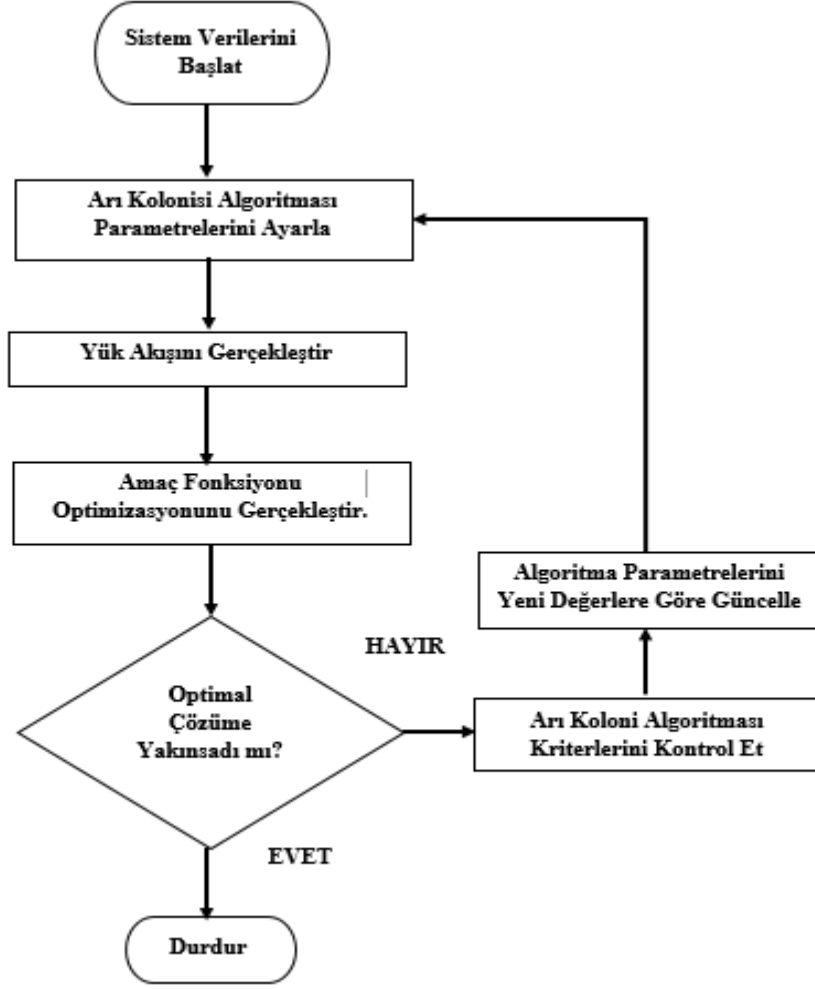 Sistem Verilerini
Başlat
Arı Kolonisi Algoritması
Parametrelerini Ayarla
Yük Akışını Gerçekleştir
Amaç Fonksiyonu
Optimizasyonunu Gerçekleştir.
Optimal
Çözüme
Yakınsadı mı?
HAYIR
Arı Koloni Algoritması
Kriterlerini Kontrol Et
Algoritma Parametrelerini
Yeni Değerlere Göre Güncelle
EVET
Durdur